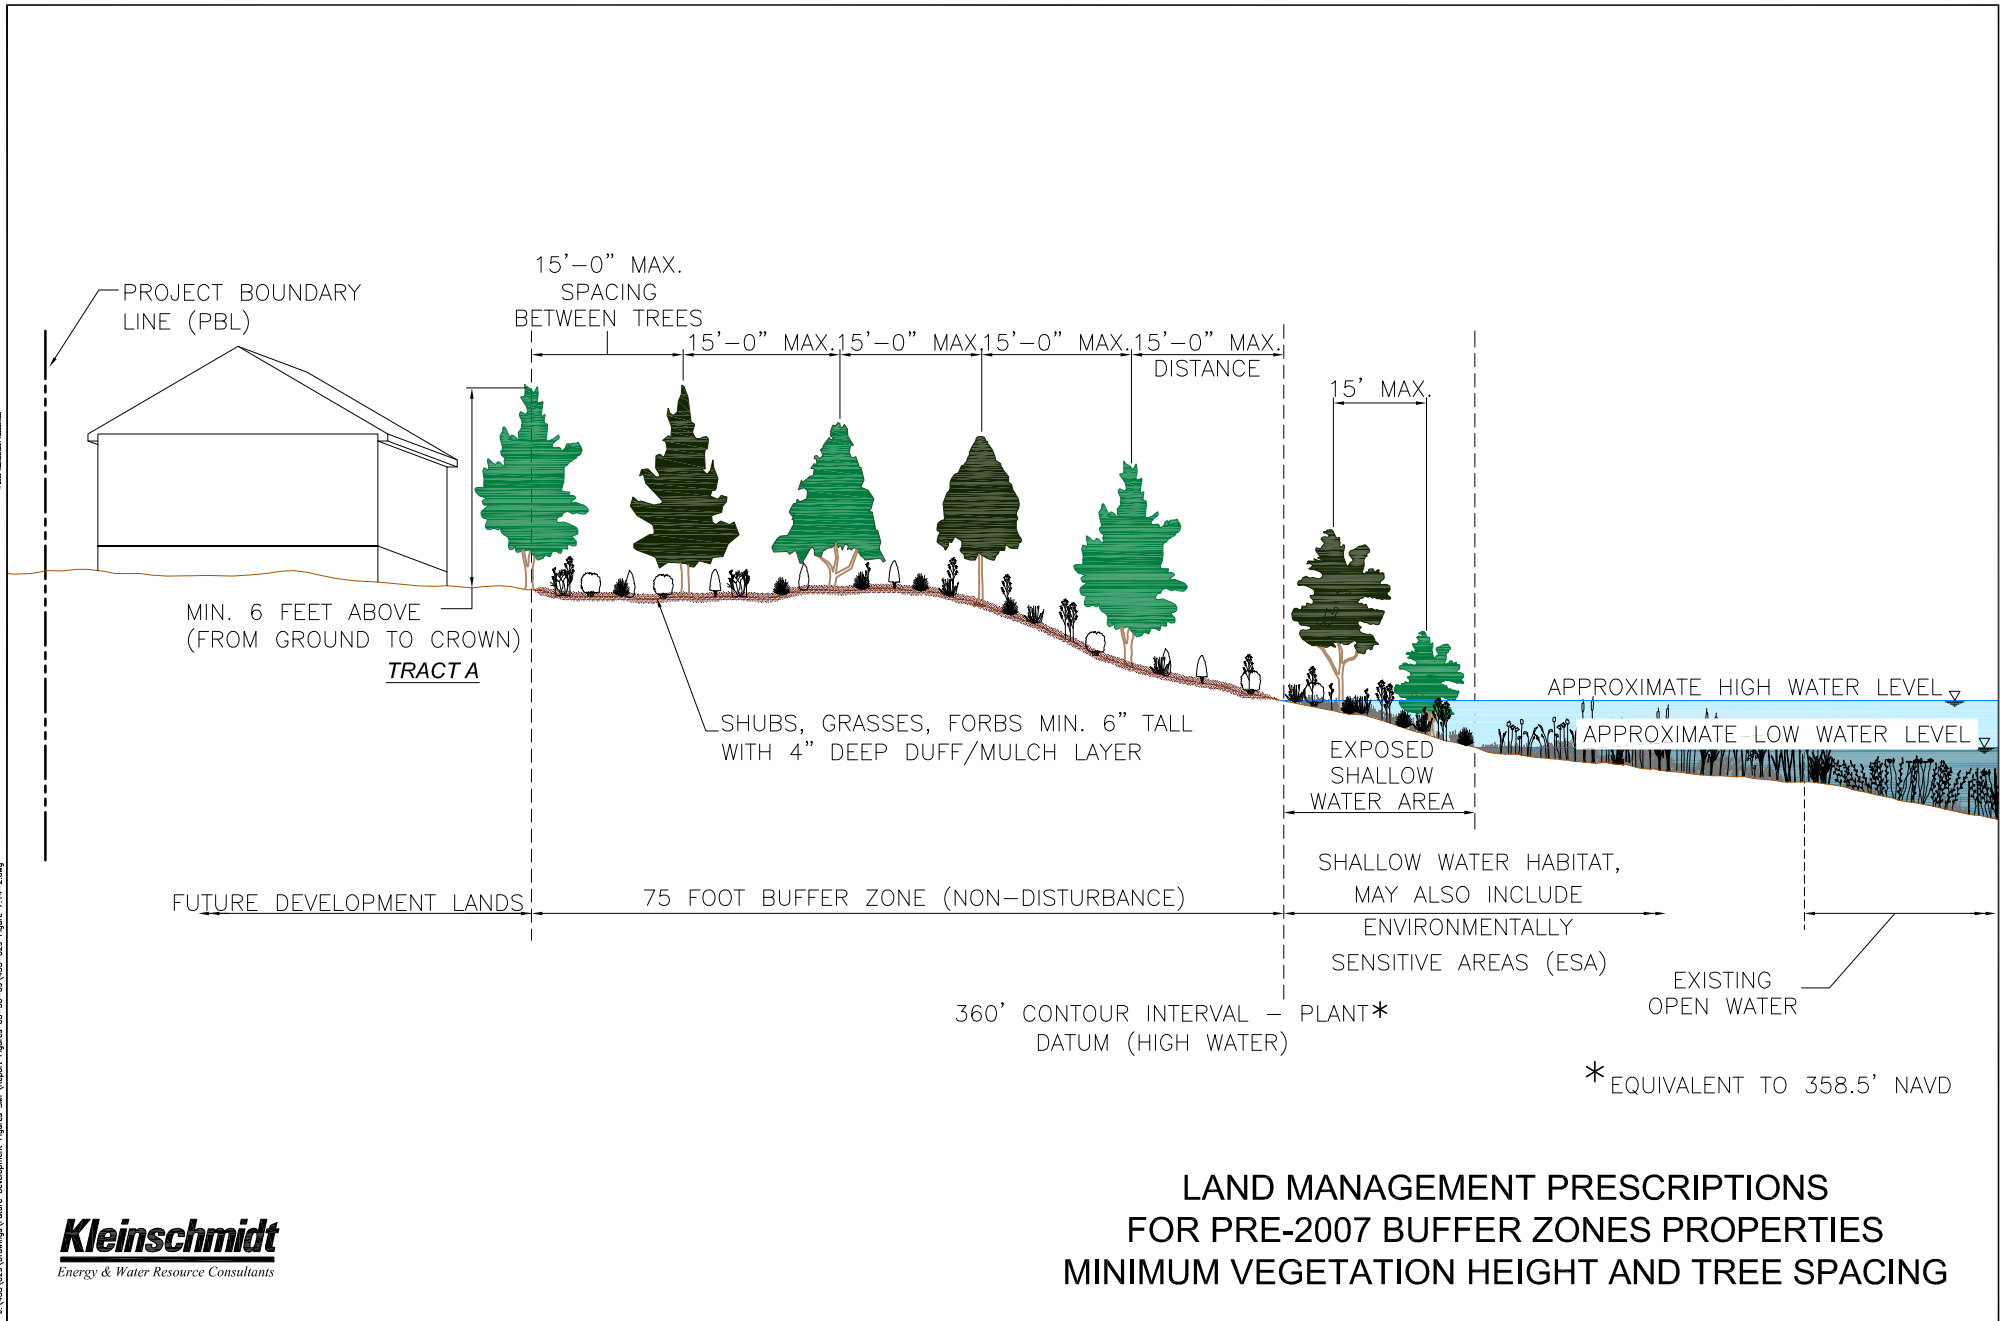 15'-0" MAX.
SPACING
BETWEEN TREES
PROJECT BOUNDARY
LINE (PBL)
15'-0" MAX. 15'-0" MAX. 15'-0" MAX. 15'-0" MAX.
DISTANCE
15' MAX.
MIN. 6 FEET ABOVE
(FROM GROUND TO CROWN)
TRACT A
SHUBS, GRASSES, FORBS MIN. 6" TALL
WITH 4" DEEP DUFF/MULCH LAYER
APPROXIMATE HIGH WATER LEVEL
APPROXIMATE LOW WATER LEVEL
EXPOSED
SHALLOW
WATER AREA
FUTURE DEVELOPMENT LANDS
75 FOOT BUFFER ZONE (NON-DISTURBANCE)
SHALLOW WATER HABITAT,
MAY ALSO INCLUDE
ENVIRONMENTALLY
SENSITIVE AREAS (ESA)
EXISTING
OPEN WATER
360' CONTOUR INTERVAL - PLANT*
DATUM (HIGH WATER)
* EQUIVALENT TO 358.5' NAVD
LAND MANAGEMENT PRESCRIPTIONS
FOR PRE-2007 BUFFER ZONES PROPERTIES
MINIMUM VEGETATION HEIGHT AND TREE SPACING
Kleinschmidt
Energy & Water Resource Consultants